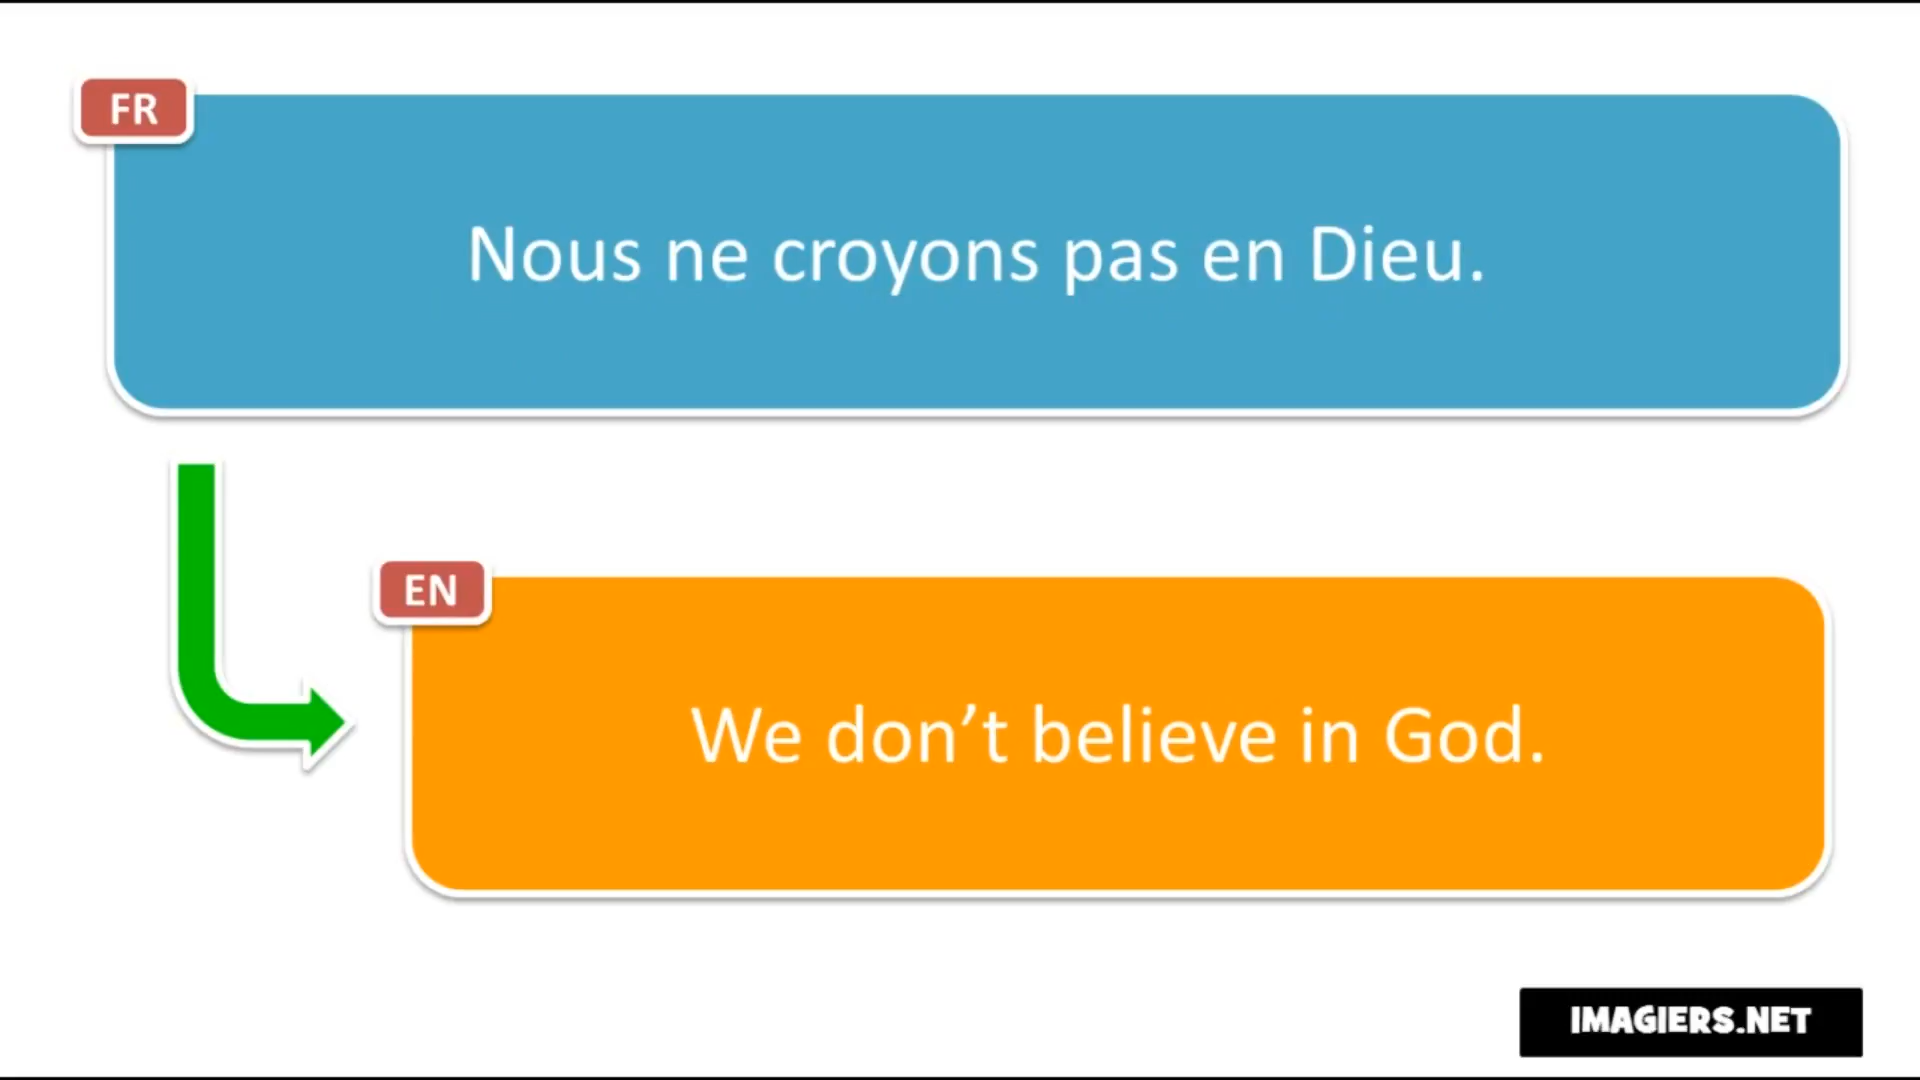 FR
Nous ne croyons pas en Dieu.
EN
We don’t believe in God.
IMAGIERS.NET